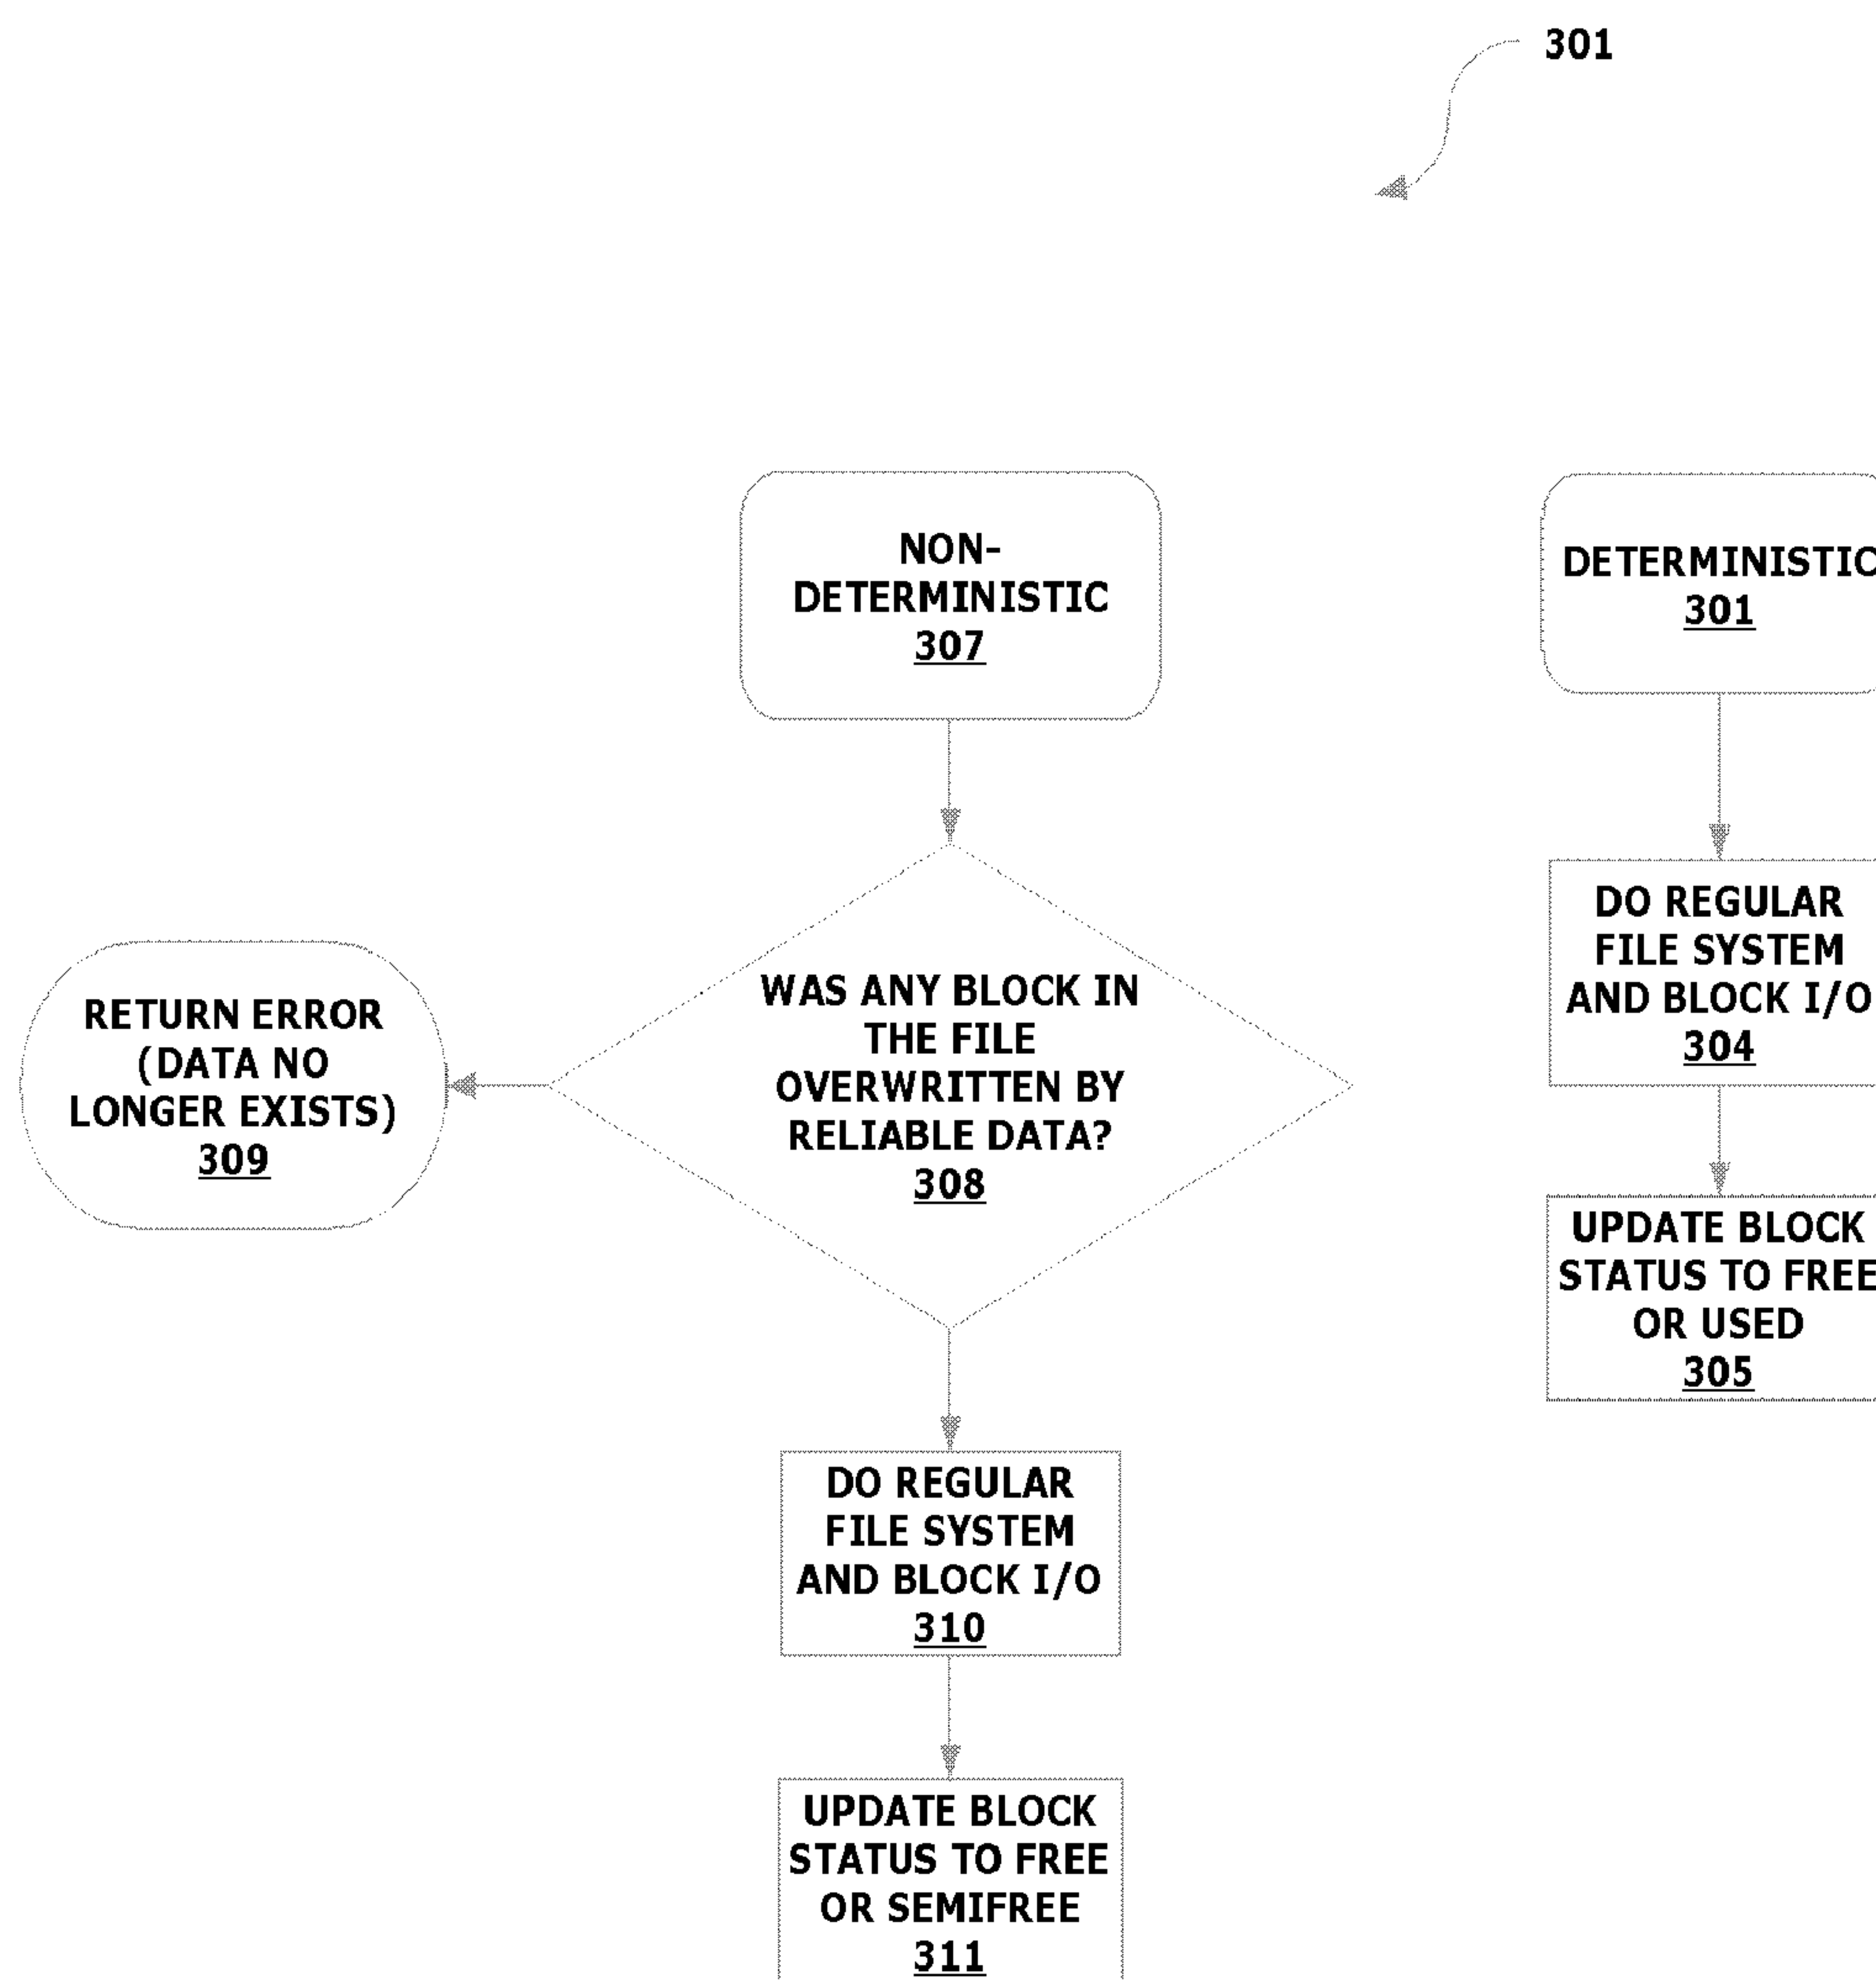 301
NON-
DETERMINISTIC
307
DETERMINISTIC
301
RETURN ERROR
(DATA NO
LONGER EXISTS)
309
WAS ANY BLOCK IN
THE FILE
OVERWRITTEN BY
RELIABLE DATA?
308
DO REGULAR
FILE SYSTEM
AND BLOCK I/O
304
UPDATE BLOCK
STATUS TO FREE
OR USED
305
DO REGULAR
FILE SYSTEM
AND BLOCK I/O
310
UPDATE BLOCK
STATUS TO FREE
OR SEMIFREE
311